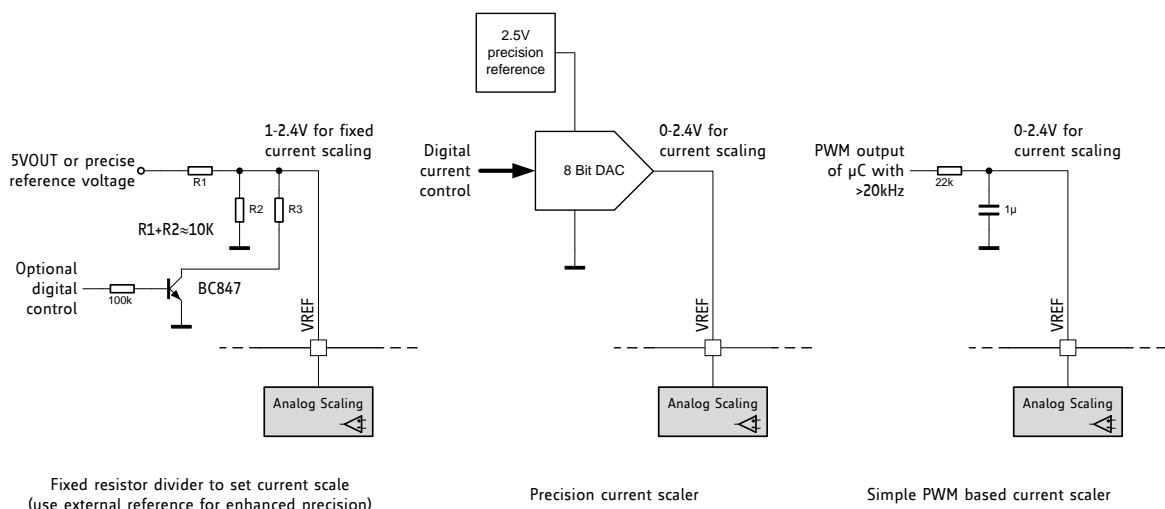 1-2.4V for fixed
current scaling
5VOUT or precise
reference voltage
R1
R2
R3
R1+R2≈10K
Optional
digital
control
100k
BC847
VREF
Analog Scaling
Fixed resistor divider to set current scale
(use external reference for enhanced precision)
2.5V
precision
reference
0-2.4V for
current scaling
Digital
current
control
8 Bit DAC
VREF
Analog Scaling
Precision current scaler
0-2.4V for
current scaling
PWM output
of µC with
>20kHz
22k
1µ
VREF
Analog Scaling
Simple PWM based current scaler